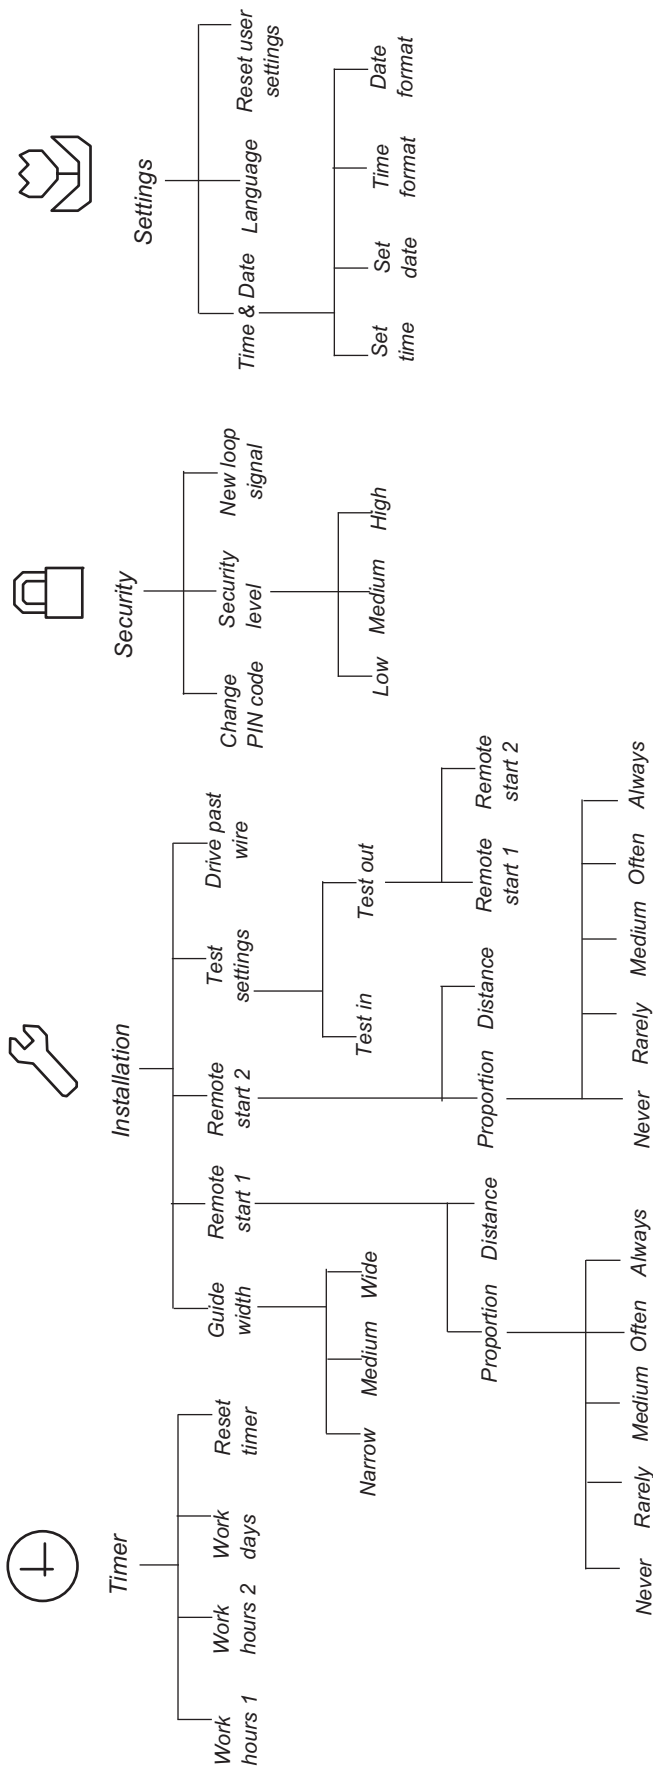 Timer
Work
hours 1
Work
hours 2
Work
days
Reset
timer
Installation
Guide
width
Narrow
Medium
Wide
Remote
start 1
Proportion
Distance
Never
Rarely
Medium
Often
Always
Remote
start 2
Proportion
Distance
Never
Rarely
Medium
Often
Always
Test
settings
Test in
Test out
Remote
start 1
Remote
start 2
Drive past
wire
Security
Change
PIN code
Security
level
Low
Medium
High
New loop
signal
Settings
Time & Date
Set
time
Set
date
Time
format
Date
format
Language
Reset user
settings